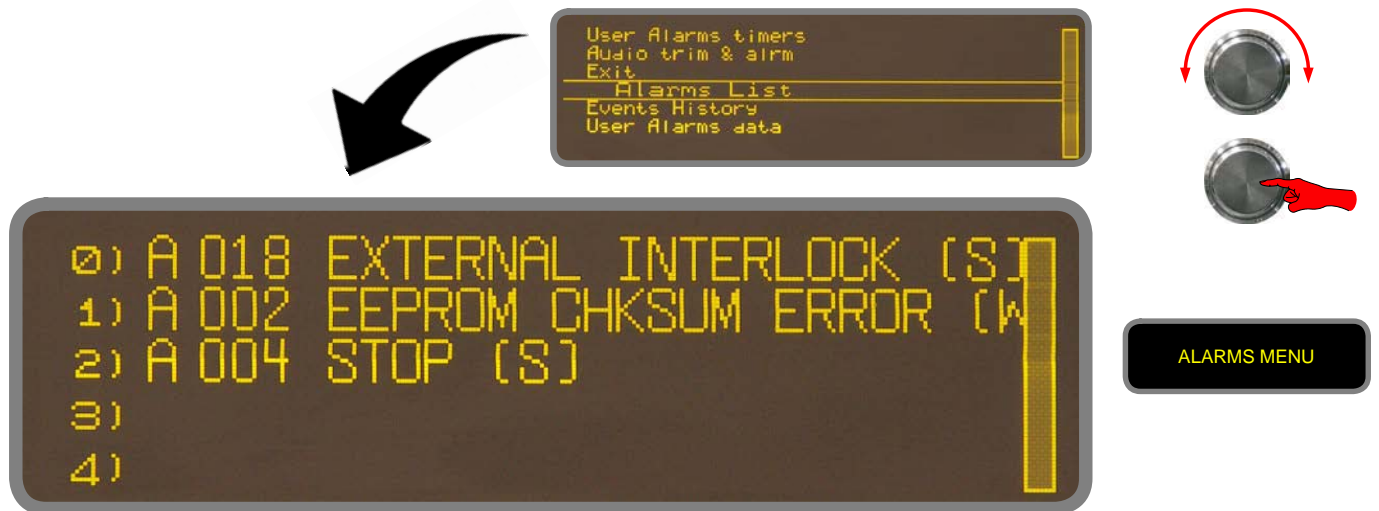 User Alarms timers
Audio trim & alrm
Exit
Alarms List
Events History
User Alarms data
0) A 018 EXTERNAL INTERLOCK (S)
1) A 002 EEPROM CHKSUM ERROR (W
2) A 004 STOP (S)
3)
4)
ALARMS MENU